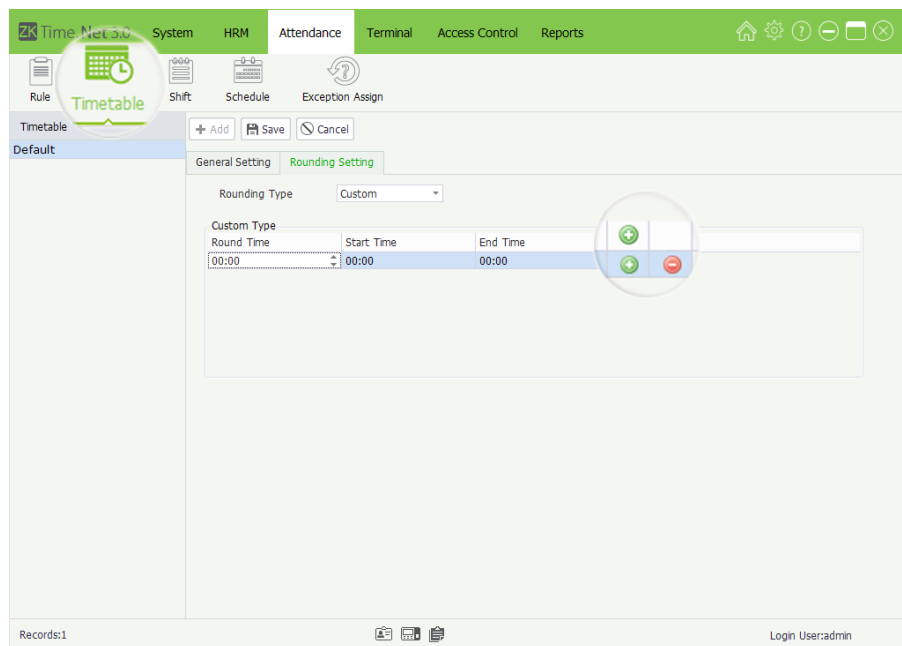 ZK Time.Net 3.0 System HRM Attendance Terminal Access Control Reports
Rule Timetable Shift Schedule Exception Assign
Timetable
Default
Add Save Cancel
General Setting Rounding Setting
Rounding Type Custom
Custom Type
Round Time Start Time End Time
00:00 00:00 00:00
Records:1 Login User:admin